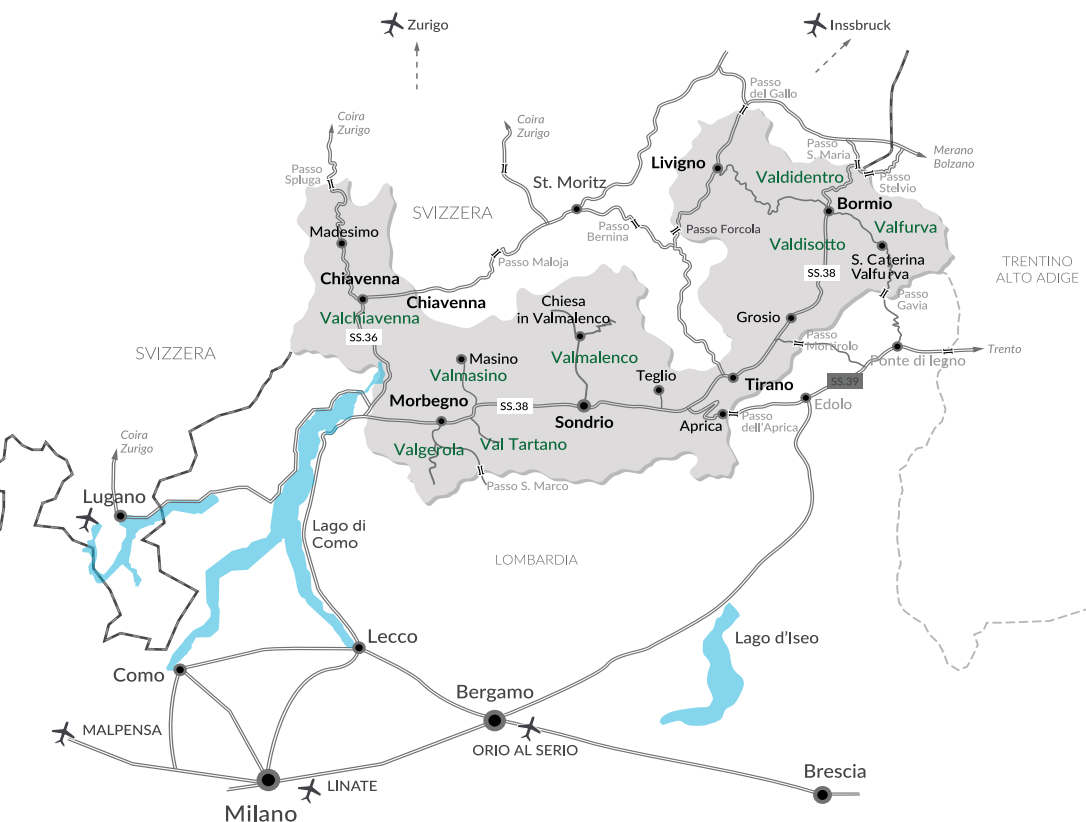 Zurigo
Inssbruck
Passo
del Gallo
Coira
Zurigo
Coira
Zurigo
Passo
S. Maria
Merano
Bolzano
Passo
Spluga
Livigno
Valdidentro
Passo
Stelvio
St. Moritz
SVIZZERA
Bormio
Madesimo
Passo
Bernina
Passo Forcola
Valfurva
Valdisotto
Passo Maloja
S. Caterina
Valfurva
TRENTINO
ALTO ADIGE
SS.38
Chiavenna
Chiavenna
Valchiavenna
Chiesa
in Valmalenco
Passo
Gavia
Grosio
SS.36
SVIZZERA
Passo
Mortirolo
Ponte di legno
Trento
Masino
Valmasino
Valmalenco
Teglio
Tirano
SS.39
Morbegno
SS.38
Sondrio
Edolo
Aprica
Passo
dell'Aprica
Coira
Zurigo
Valgerola
Val Tartano
Passo S. Marco
Lugano
Lago di
Como
LOMBARDIA
Lecco
Lago d'Iseo
Como
Bergamo
MALPENSA
ORIO AL SERIO
Brescia
LINATE
Milano